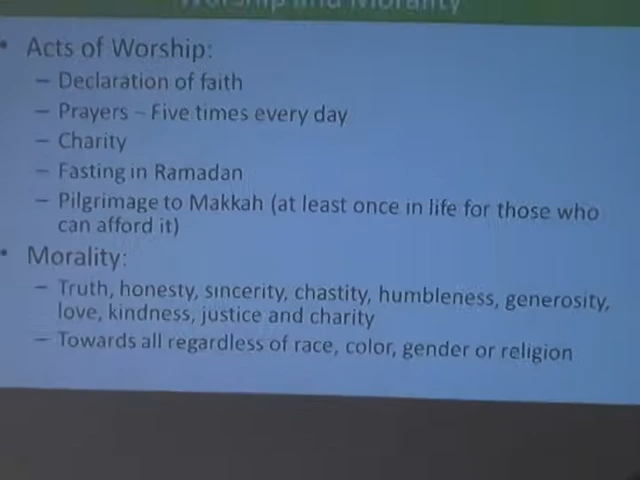 Worship and Morality
• Acts of Worship:
– Declaration of faith
– Prayers – Five times every day
– Charity
– Fasting in Ramadan
– Pilgrimage to Makkah (at least once in life for those who
can afford it)
• Morality:
– Truth, honesty, sincerity, chastity, humbleness, generosity,
love, kindness, justice and charity
– Towards all regardless of race, color, gender or religion